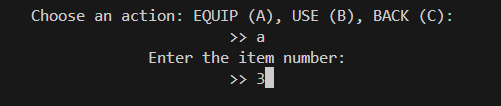 Choose an action: EQUIP (A), USE (B), BACK (C):
>> a
Enter the item number:
>> 3